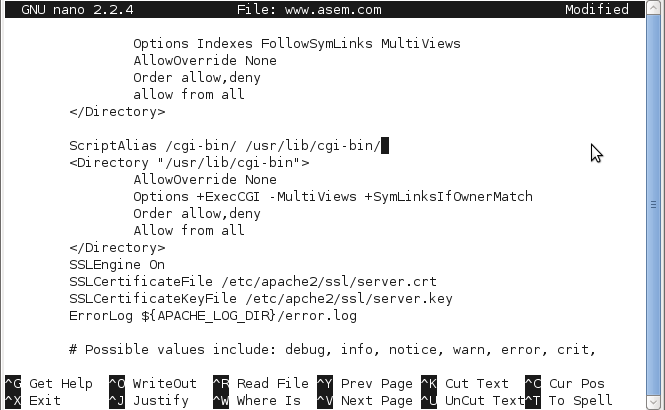 GNU nano 2.2.4 File: www.asem.com Modified
Options Indexes FollowSymLinks MultiViews
AllowOverride None
Order allow,deny
allow from all
</Directory>
ScriptAlias /cgi-bin/ /usr/lib/cgi-bin/
<Directory "/usr/lib/cgi-bin">
AllowOverride None
Options +ExecCGI -MultiViews +SymLinksIfOwnerMatch
Order allow,deny
Allow from all
</Directory>
SSLEngine On
SSLCertificateFile /etc/apache2/ssl/server.crt
SSLCertificateKeyFile /etc/apche2/ssl/server.key
ErrorLog ${APACHE_LOG_DIR}/error.log
# Possible values include: debug, info, notice, warn, error, crit,
^G Get Help ^O WriteOut ^R Read File ^Y Prev Page ^K Cut Text ^C Cur Pos
^X Exit ^J Justify ^W Where Is ^V Next Page ^U UnCut Text ^T To Spell